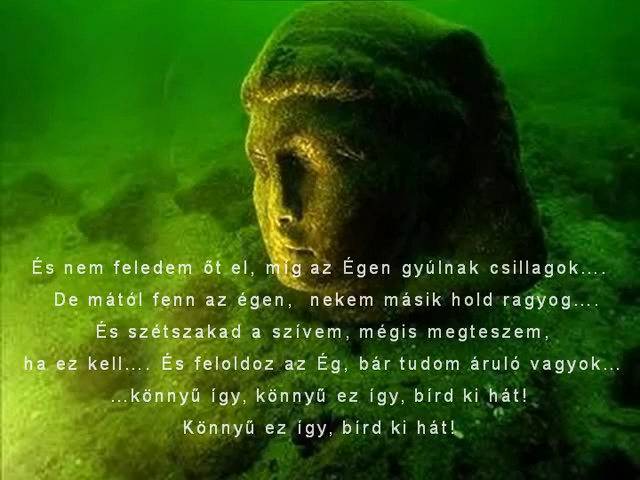 És nem feledem őt el, míg az Égen gyúlnak csillagok....
De mától fenn az égen, nekem másik hold ragyog....
És szétszakad a szívem, mégis megteszem,
ha ez kell.... És feloldoz az Ég, bár tudom áruló vagyok...
...könnyű így, könnyű ez így, bírd ki hát!
Könnyű ez így, bírd ki hát!